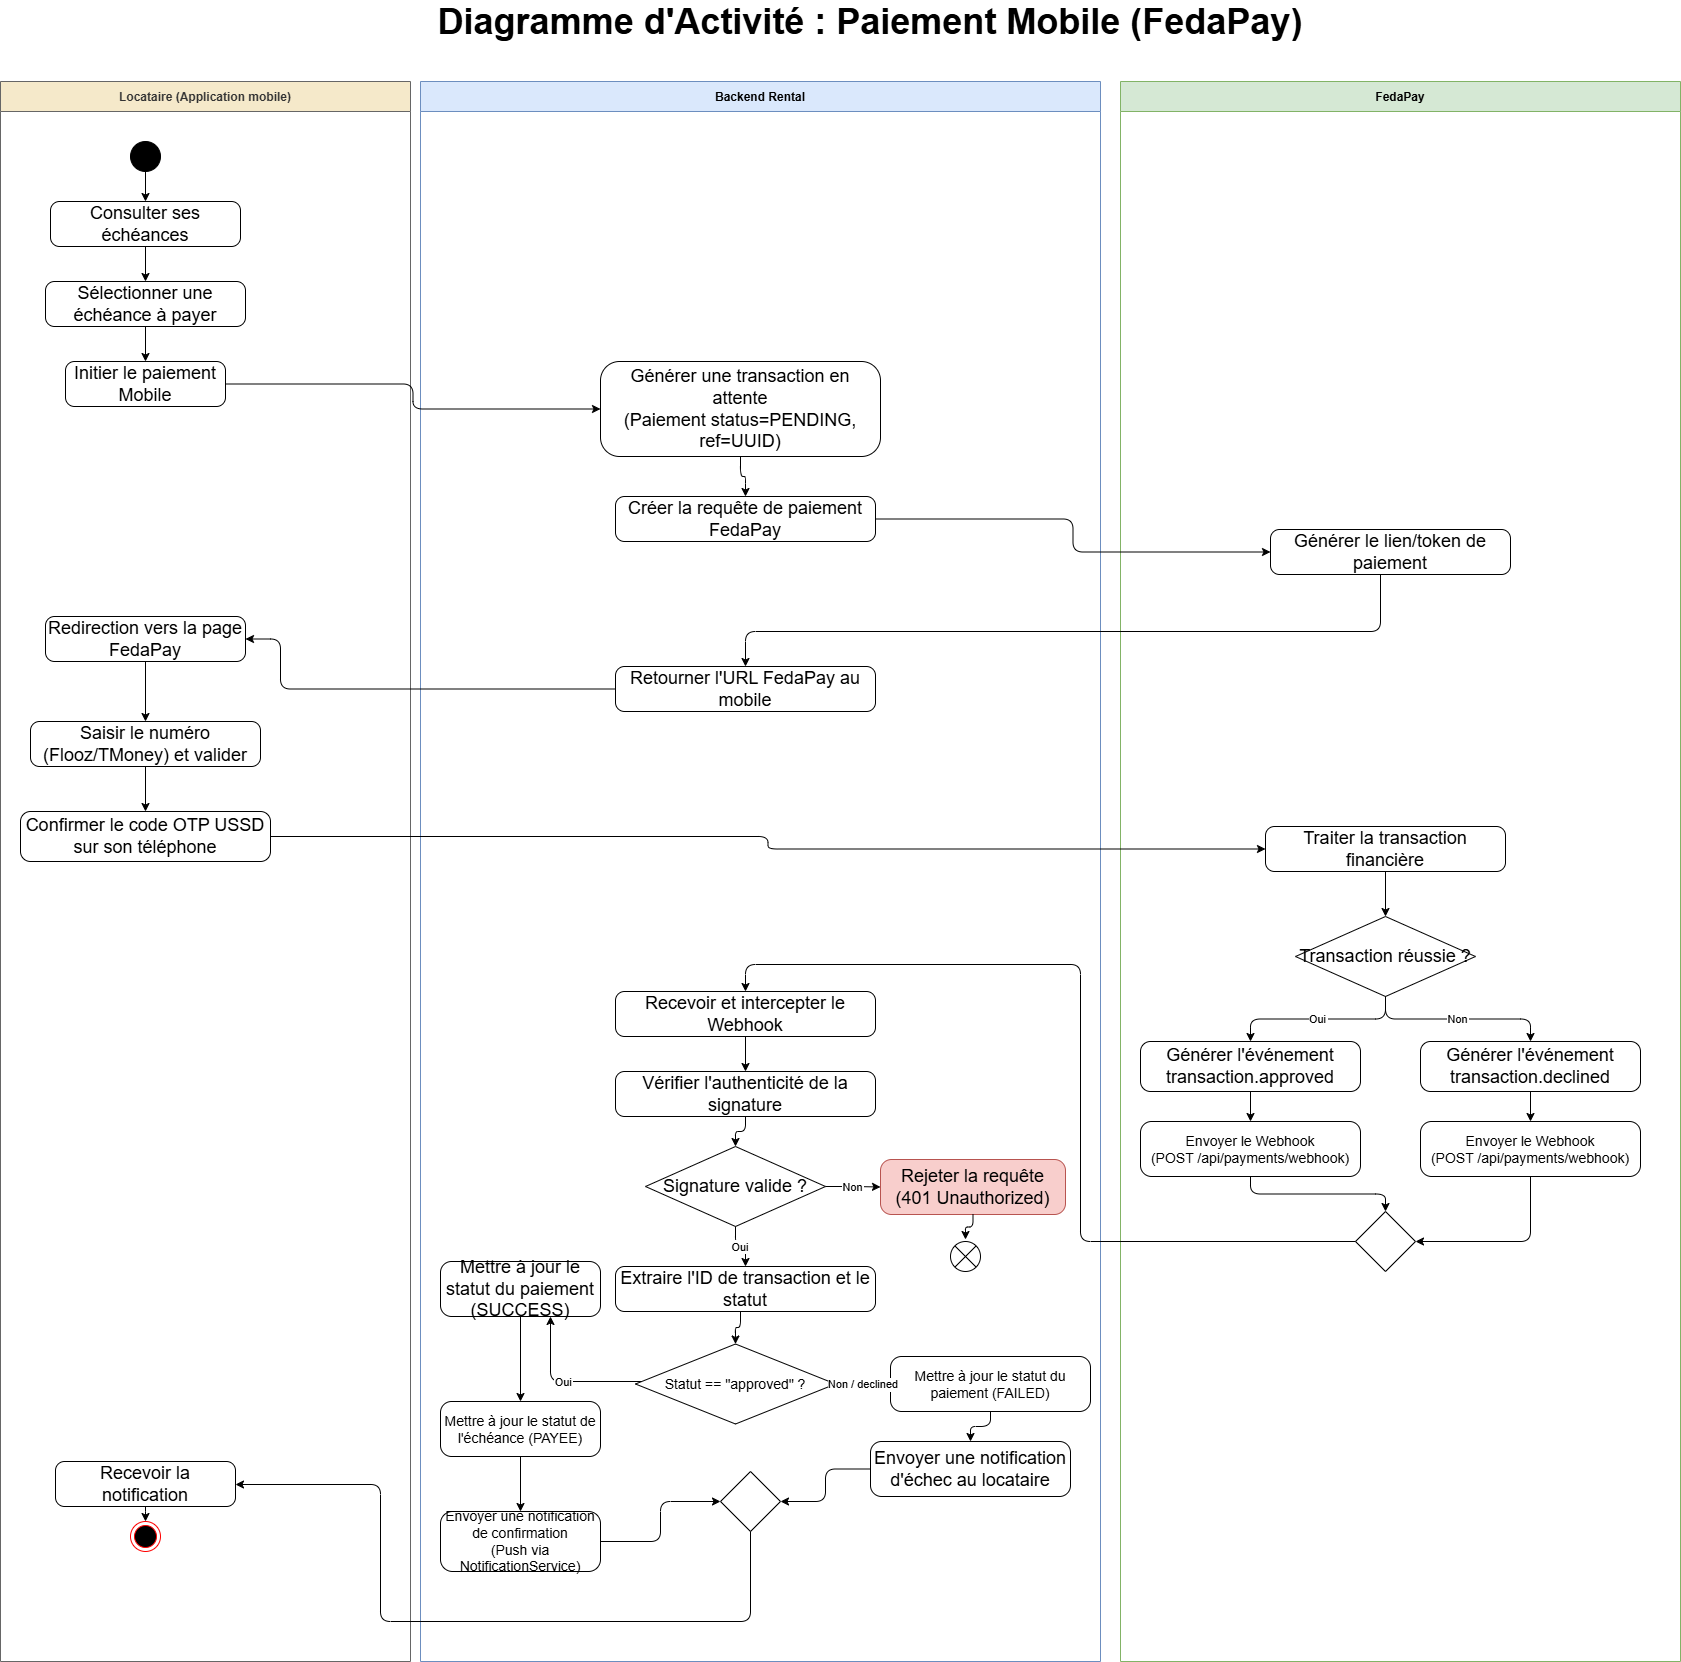 Diagramme d'Activité : Paiement Mobile (FedaPay)
Locataire (Application mobile)
Backend Rental
FedaPay
Consulter ses
échéances
Sélectionner une
échéance à payer
Initier le paiement
Mobile
Générer une transaction en
attente
(Paiement status=PENDING,
ref=UUID)
Créer la requête de paiement
FedaPay
Générer le lien/token de
paiement
Redirection vers la page
FedaPay
Retourner l'URL FedaPay au
mobile
Saisir le numéro
(Flooz/TMoney) et valider
Confirmer le code OTP USSD
sur son téléphone
Traiter la transaction
financière
Transaction réussie ?
Oui
Non
Recevoir et intercepter le
Webhook
Générer l'événement
transaction.approved
Générer l'événement
transaction.declined
Vérifier l'authenticité de la
signature
Envoyer le Webhook
(POST /api/payments/webhook)
Envoyer le Webhook
(POST /api/payments/webhook)
Signature valide ?
Non
Rejeter la requête
(401 Unauthorized)
Oui
Mettre à jour le
statut du paiement
(SUCCESS)
Extraire l'ID de transaction et le
statut
Oui
Statut == "approved" ?
Non / declined
Mettre à jour le statut du
paiement (FAILED)
Mettre à jour le statut de
l'échéance (PAYEE)
Envoyer une notification
d'échec au locataire
Recevoir la
notification
Envoyer une notification
de confirmation
(Push via
NotificationService)